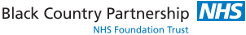 Black Country Partnership NHS
NHS Foundation Trust